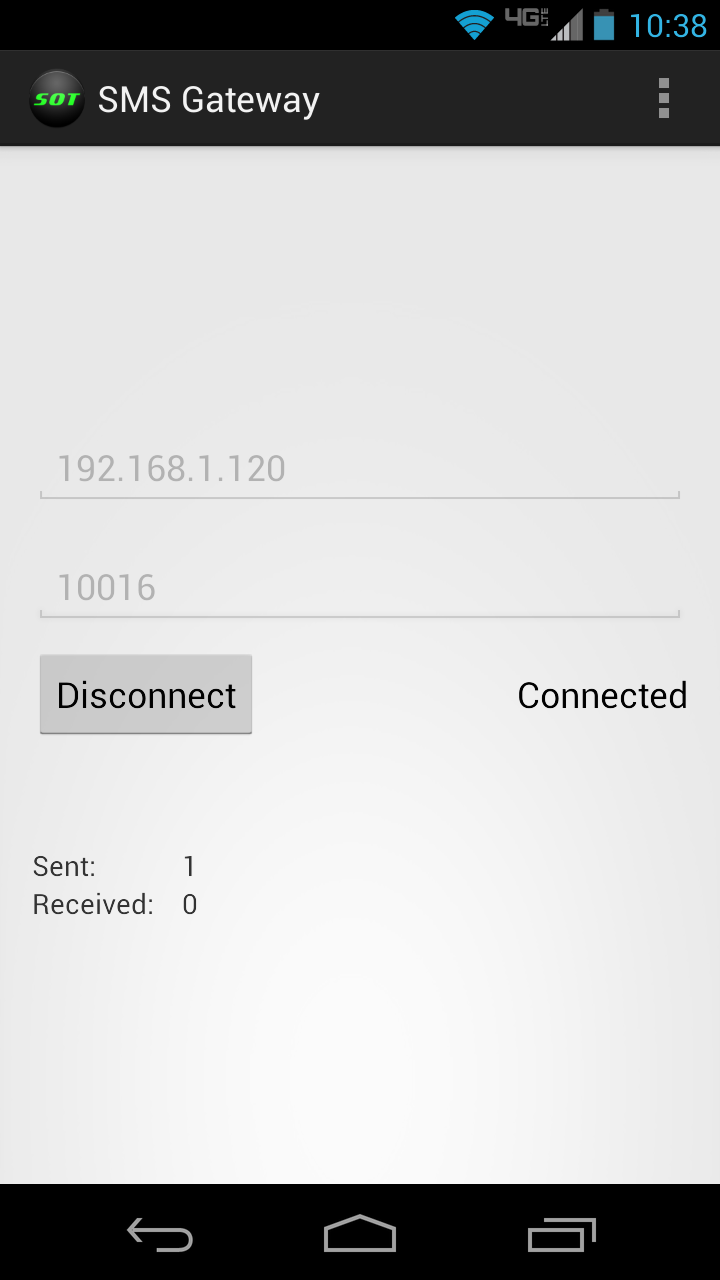 4G LTE 10:38
SOT SMS Gateway
192.168.1.120
10016
Disconnect Connected
Sent: 1
Received: 0